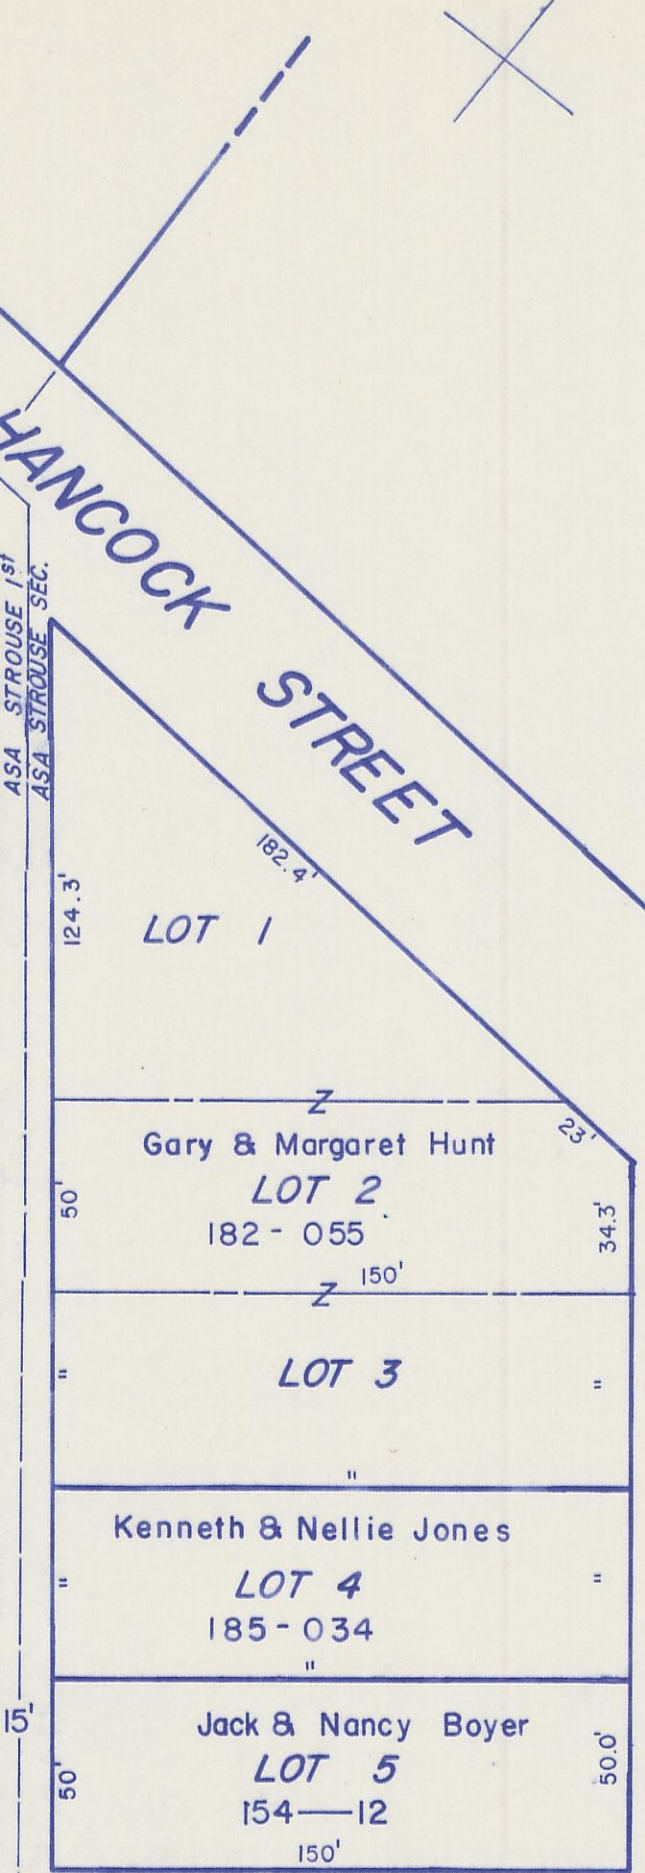 HANCOCK STREET
ASA STROUSE 1st
ASA STROUSE SEC.
182.4'
124.3'
LOT 1
Z
23'
Gary & Margaret Hunt
LOT 2
182 - 055
50'
34.3'
150'
Z
LOT 3
"
"
"
Kenneth & Nellie Jones
LOT 4
"
"
185 - 034
"
15'
Jack & Nancy Boyer
LOT 5
50'
50.0'
154—12
150'